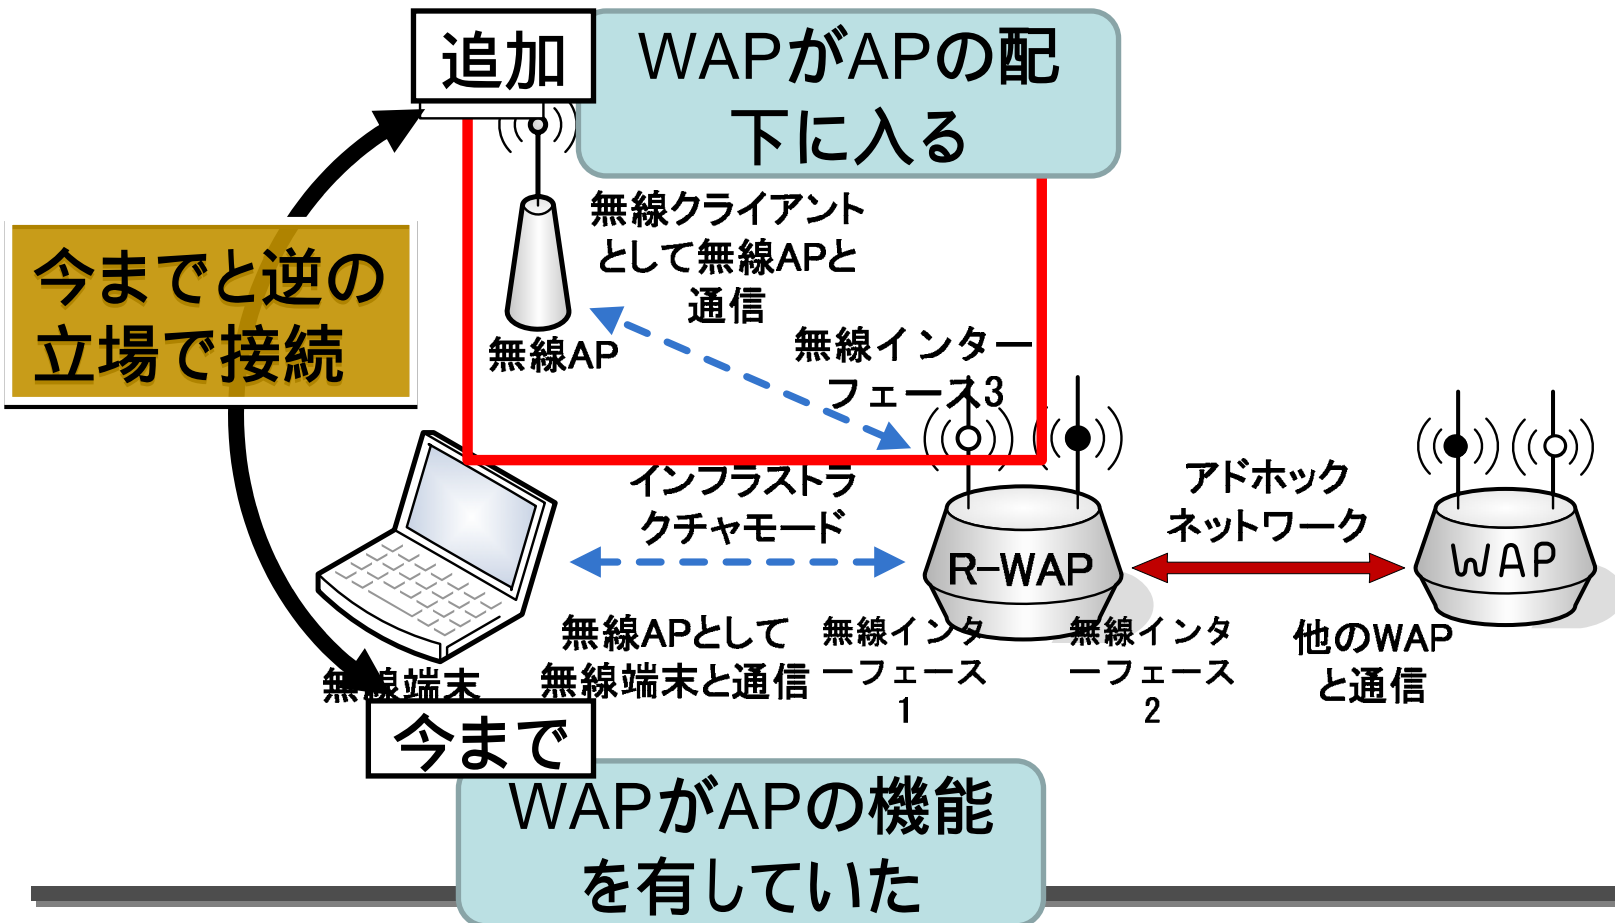 追加
WAPがAPの配
下に入る
無線クライアント
として無線APと
通信
今までと逆の
立場で接続
無線AP
無線インター
フェース3
インフラストラ
クチャモード
アドホック
ネットワーク
R-WAP
WAP
無線APとして
無線端末と通信
無線インタ
ーフェース
1
無線インタ
ーフェース
2
他のWAP
と通信
無線端末
今まで
WAPがAPの機能
を有していた